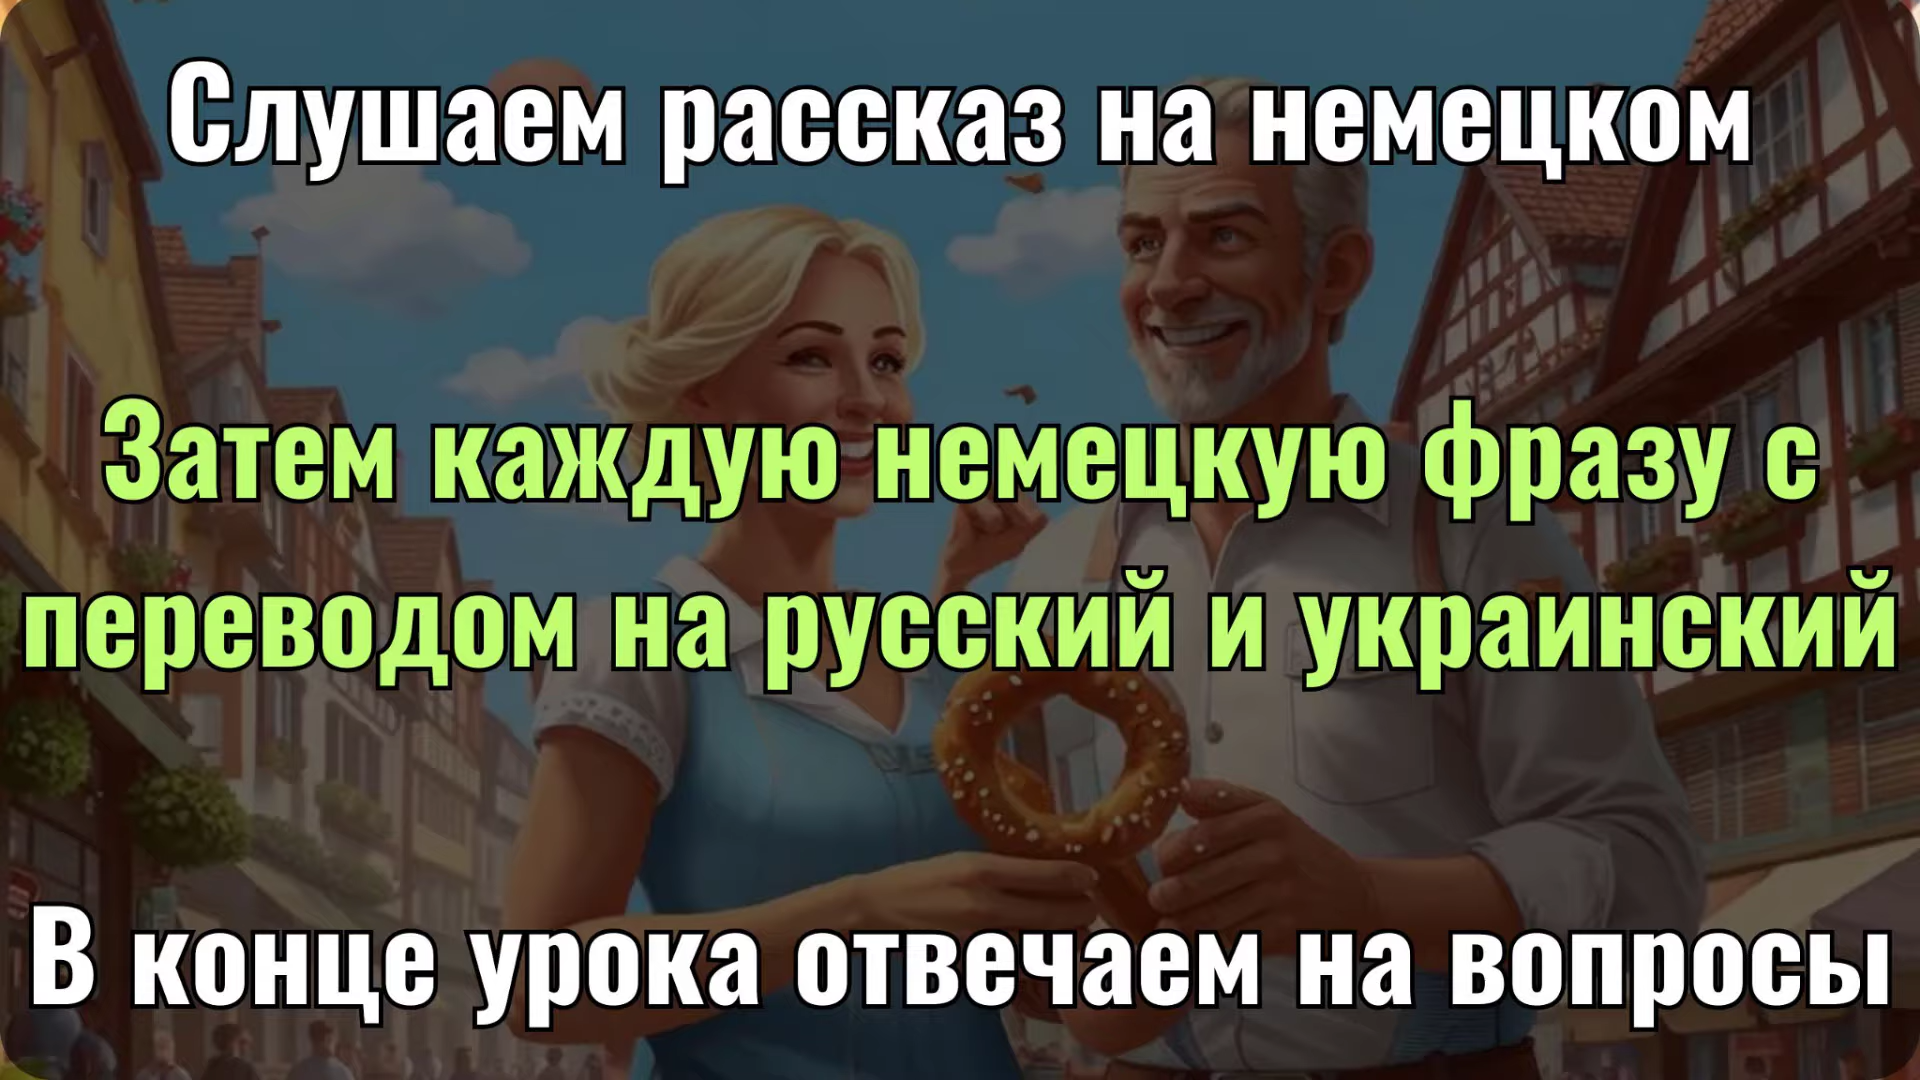 Слушаем рассказ на немецком
Затем каждую немецкую фразу с
переводом на русский и украинский
В конце урока отвечаем на вопросы